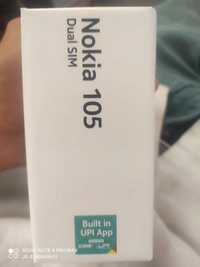 Nokia 105
Dual SIM
Built in
UPI App
REDMI NOTE 9 PRO MAX